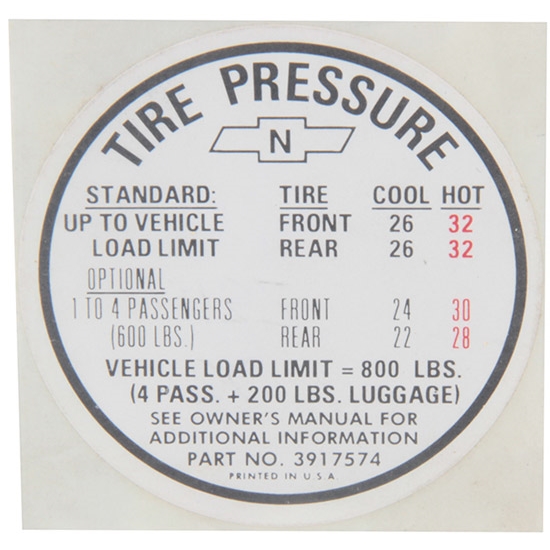 TIRE PRESSURE
N
STANDARD: TIRE COOL HOT
UP TO VEHICLE FRONT 26 32
LOAD LIMIT REAR 26 32
OPTIONAL
1 TO 4 PASSENGERS FRONT 24 30
(600 LBS.) REAR 22 28
VEHICLE LOAD LIMIT = 800 LBS.
(4 PASS. + 200 LBS. LUGGAGE)
SEE OWNER'S MANUAL FOR
ADDITIONAL INFORMATION
PART NO. 3917574
PRINTED IN U.S.A.